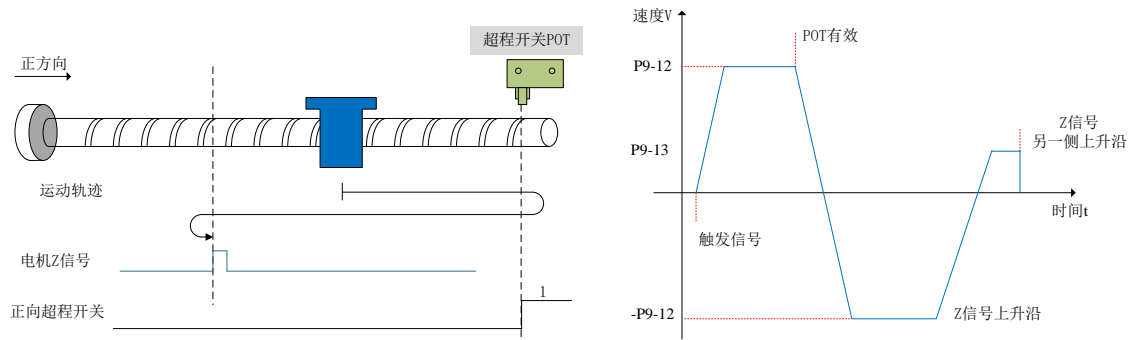 超程开关POT
正方向
运动轨迹
电机Z信号
正向超程开关
1
速度V
POT有效
P9-12
Z信号
另一侧上升沿
P9-13
时间t
触发信号
-P9-12
Z信号上升沿